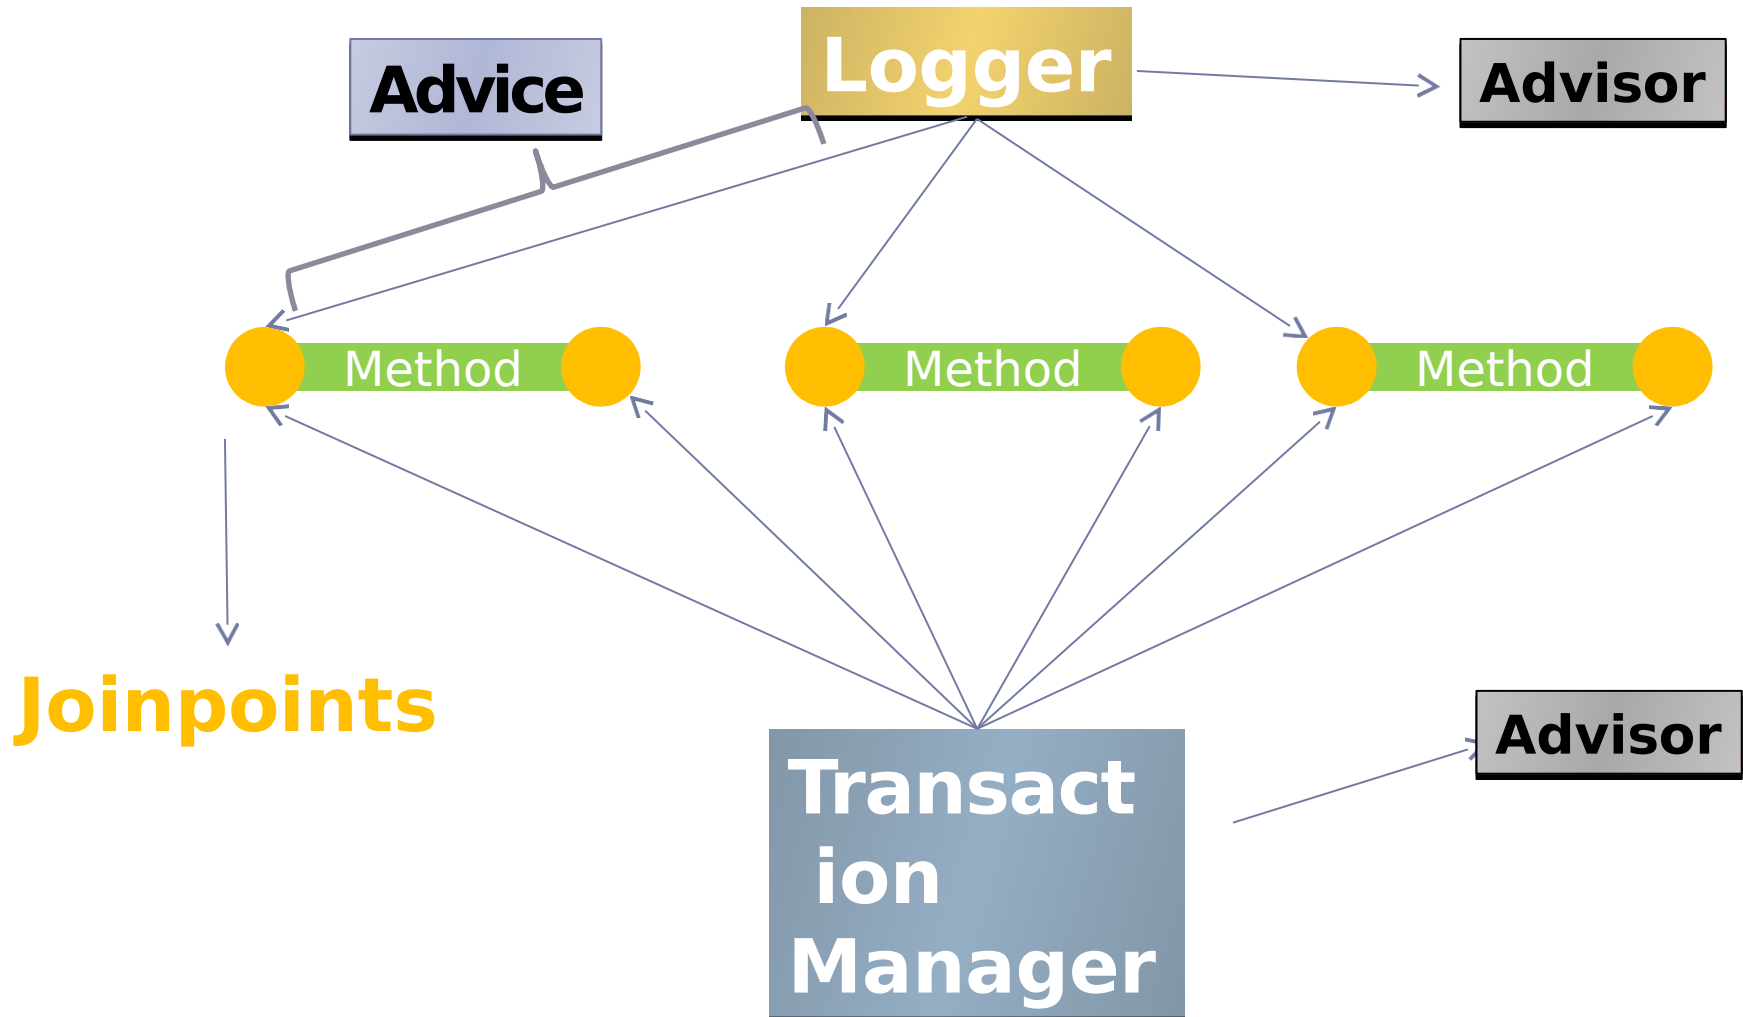 Logger
Advice
Advisor
Method
Method
Method
Joinpoints
Advisor
Transact
ion
Manager